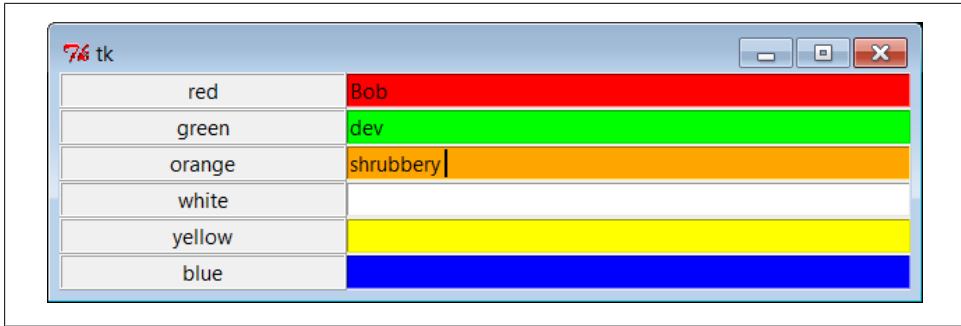 tk
red Bob
green dev
orange shrubbery
white
yellow
blue